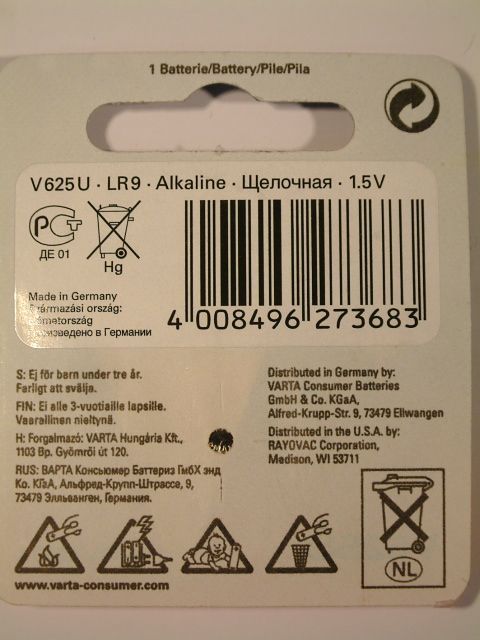 1 Batterie/Battery/Pile/Pila
V625U · LR9 · Alkaline · Щелочная · 1.5V
ДЕ 01
Hg
Made in Germany
Származási ország:
Németország
Произведено в Германии
4 008496 273683
S: Ej för barn under tre år.
Farligt att svälja.
FIN: Ei alle 3-vuotiaille lapsille.
Vaarallinen nieltynä.
H: Forgalmazó: VARTA Hungária Kft.,
1103 Bp. Gyömrői út 120.
RUS: ВАРТА Консьюмер Баттериз ГмбХ энд
Ко. КГаА, Альфред-Крупп-Штрассе, 9,
73479 Элльванген, Германия.
Distributed in Germany by:
VARTA Consumer Batteries
GmbH & Co. KGaA,
Alfred-Krupp-Str. 9, 73479 Ellwangen
Distributed in the U.S.A. by:
RAYOVAC Corporation,
Medison, WI 53711
NL
www.varta-consumer.com